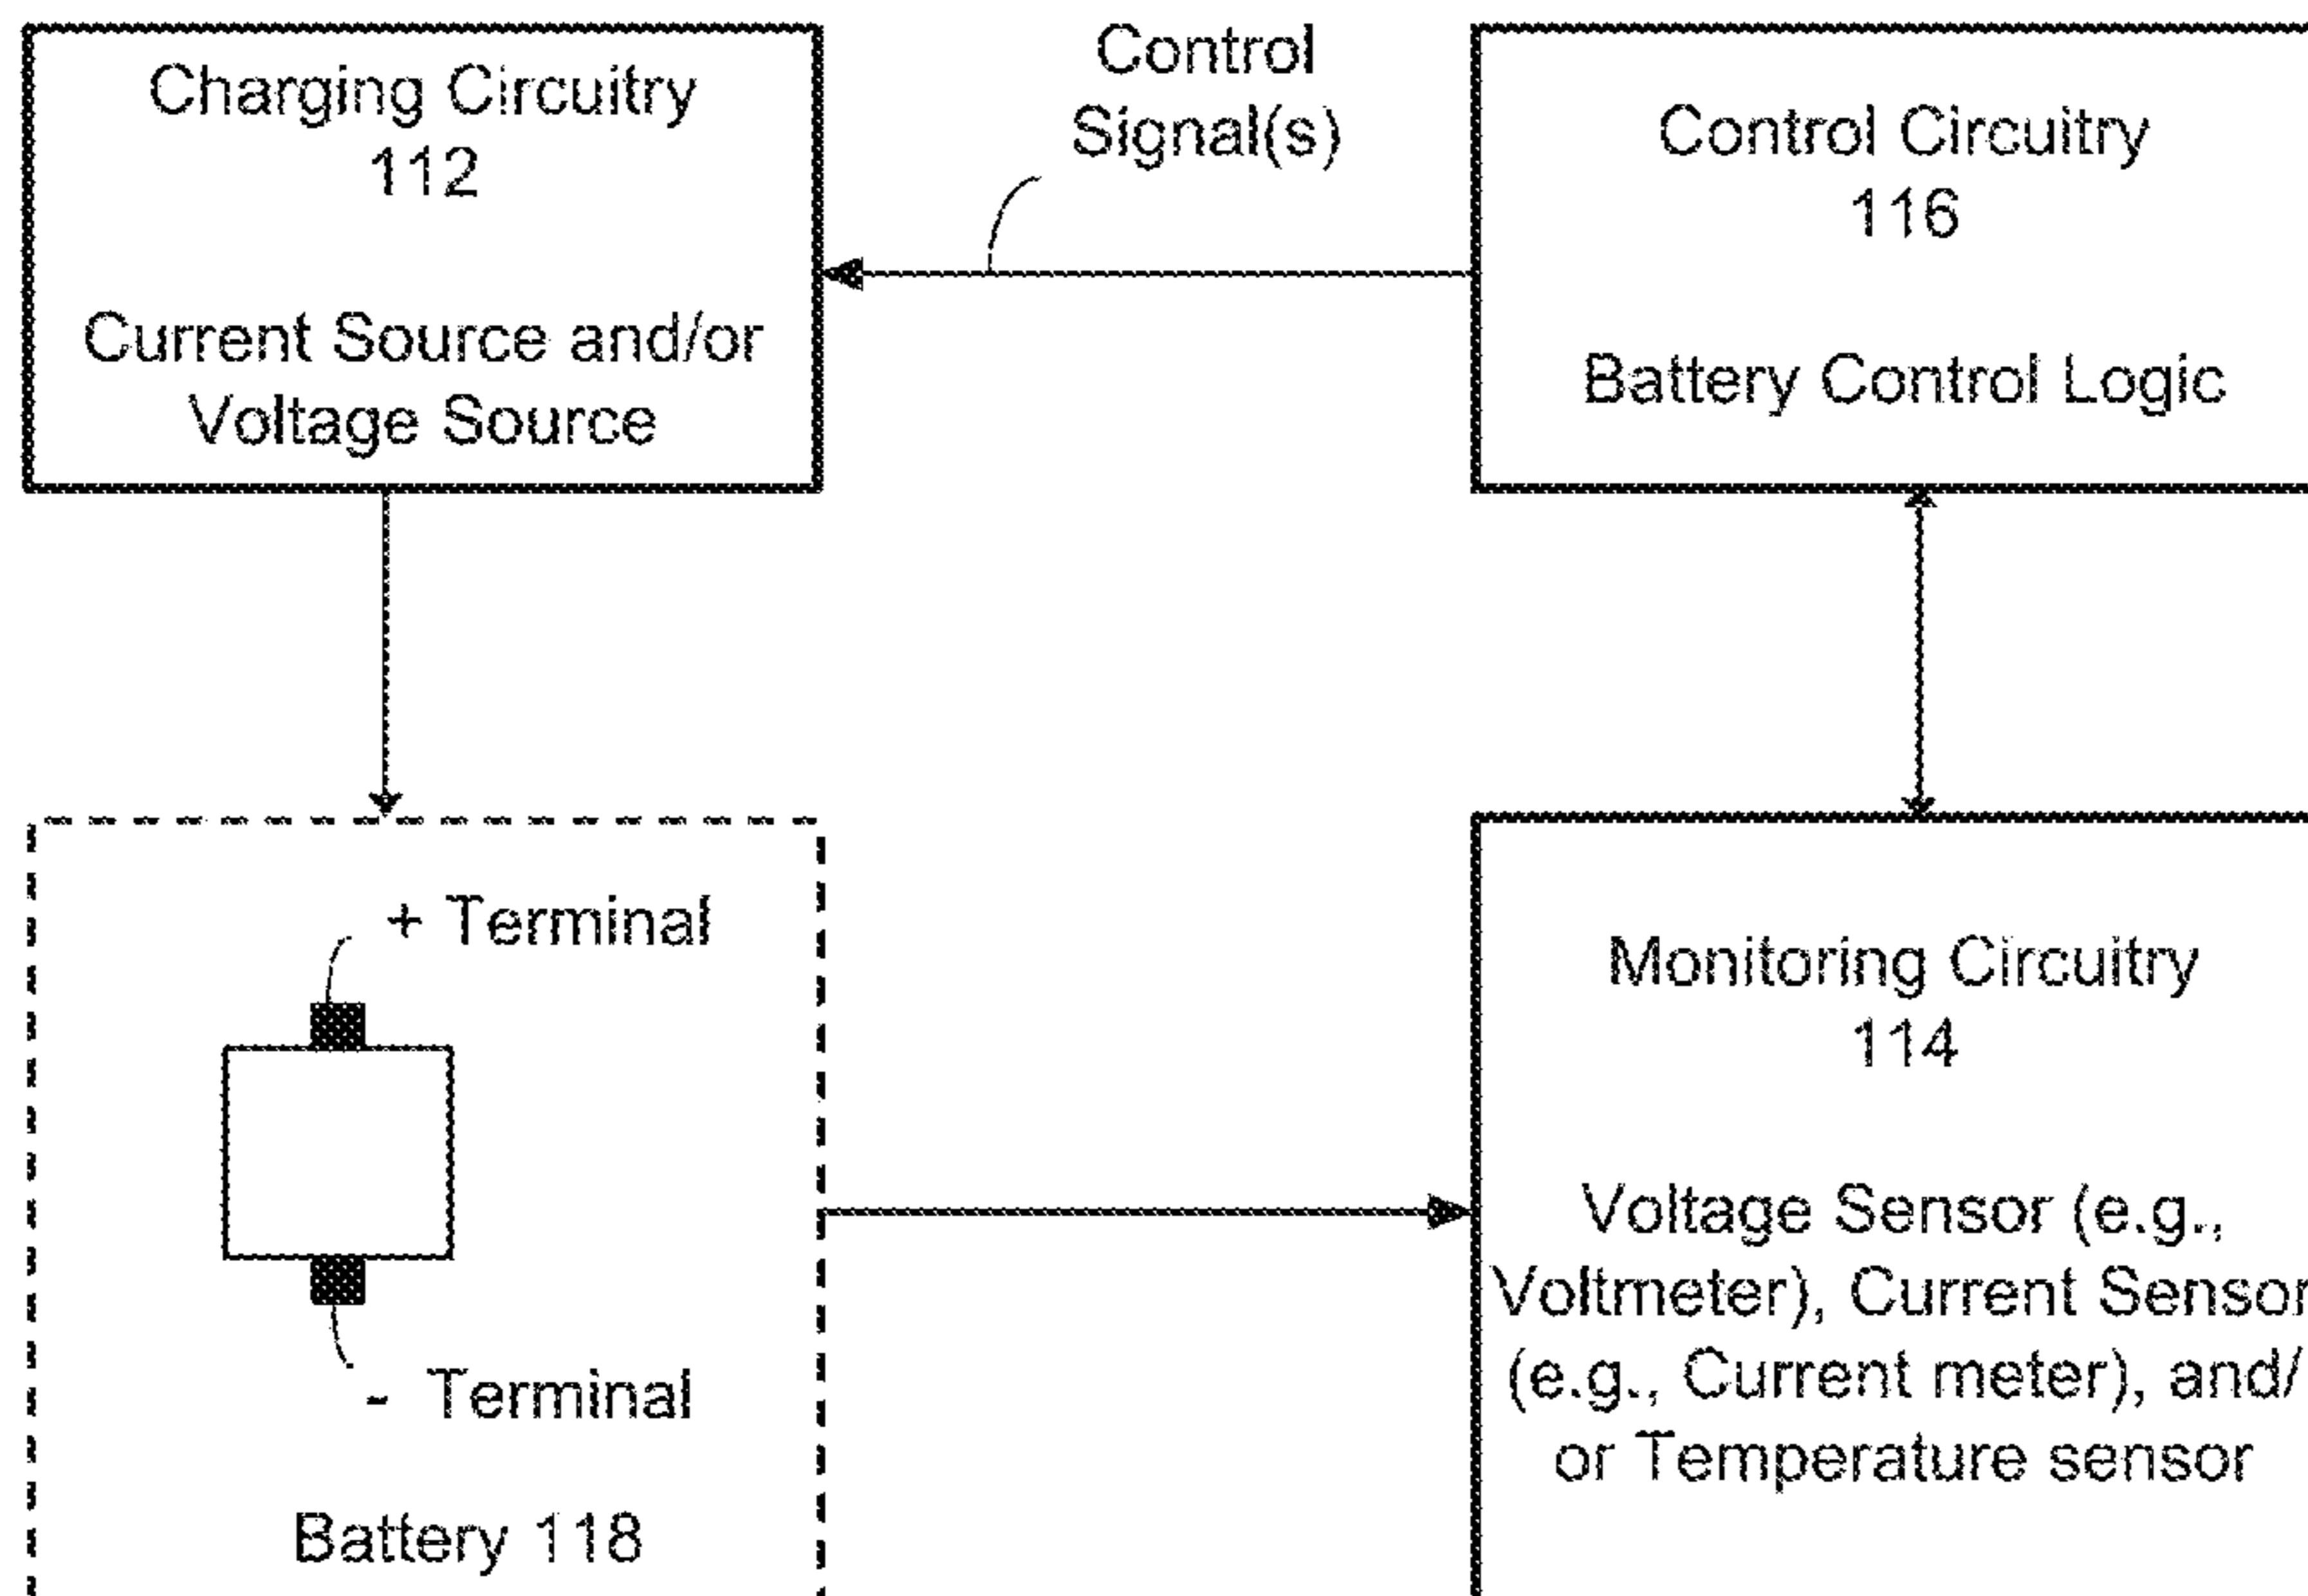 Charging Circuitry
112
Current Source and/or
Voltage Source
Control
Signal(s)
Control Circuitry
116
Battery Control Logic
+ Terminal
- Terminal
Battery 118
Monitoring Circuitry
114
Voltage Sensor (e.g.,
Voltmeter), Current Sensor
(e.g., Current meter), and/
or Temperature sensor